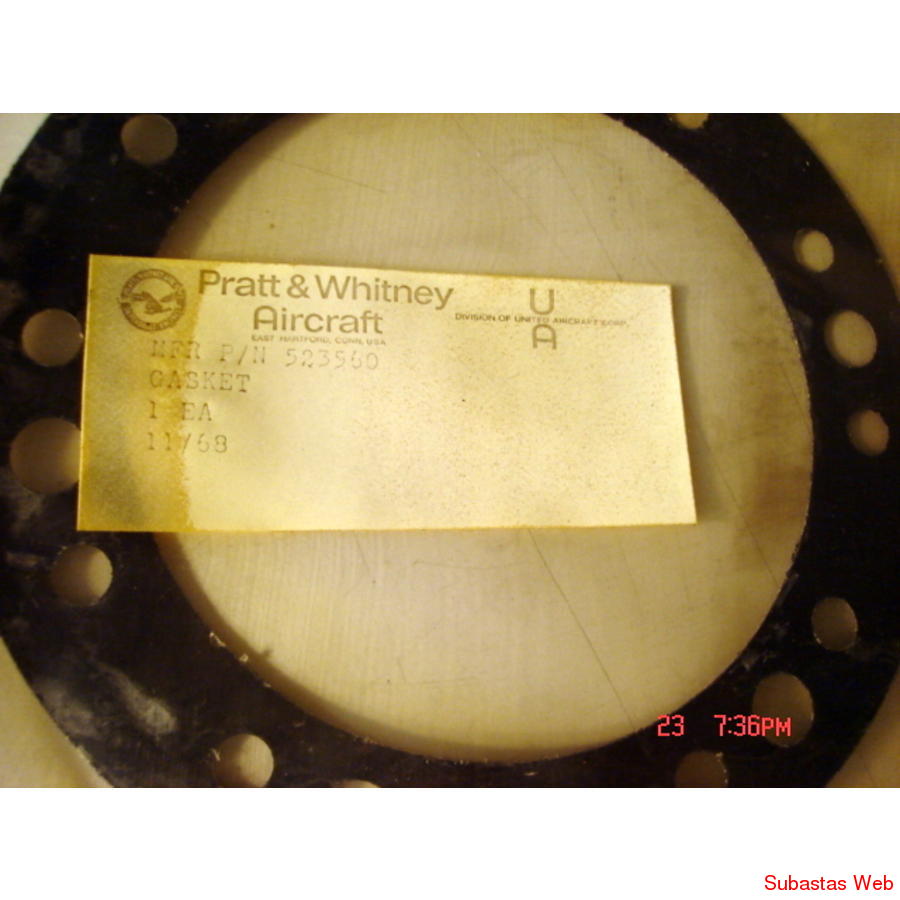 Pratt & Whitney
Aircraft
EAST HARTFORD, CONN, USA
U
DIVISION OF UNITED AIRCRAFT CORP.
A
MFR P/N 523560
GASKET
1 EA
11/68
23 7:36PM
Subastas Web